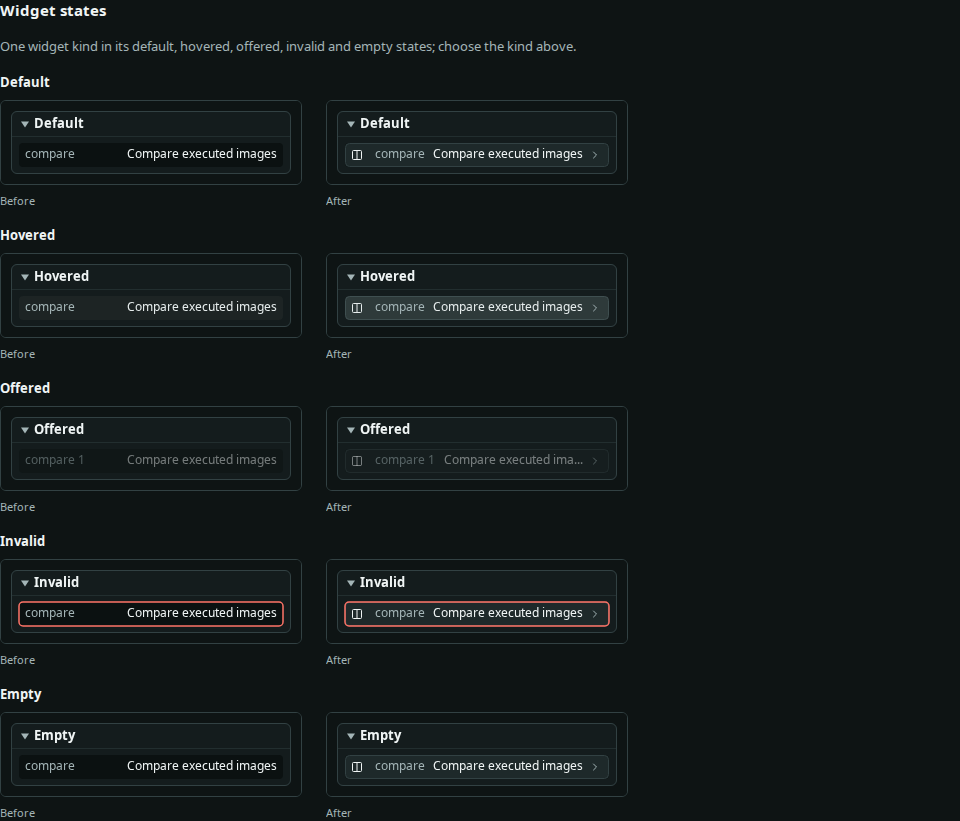 Widget states
One widget kind in its default, hovered, offered, invalid and empty states; choose the kind above.
Default
Default
compare Compare executed images
Before
Default
compare Compare executed images
After
Hovered
Hovered
compare Compare executed images
Before
Hovered
compare Compare executed images
After
Offered
Offered
compare 1 Compare executed images
Before
Offered
compare 1 Compare executed ima...
After
Invalid
Invalid
compare Compare executed images
Before
Invalid
compare Compare executed images
After
Empty
Empty
compare Compare executed images
Before
Empty
compare Compare executed images
After